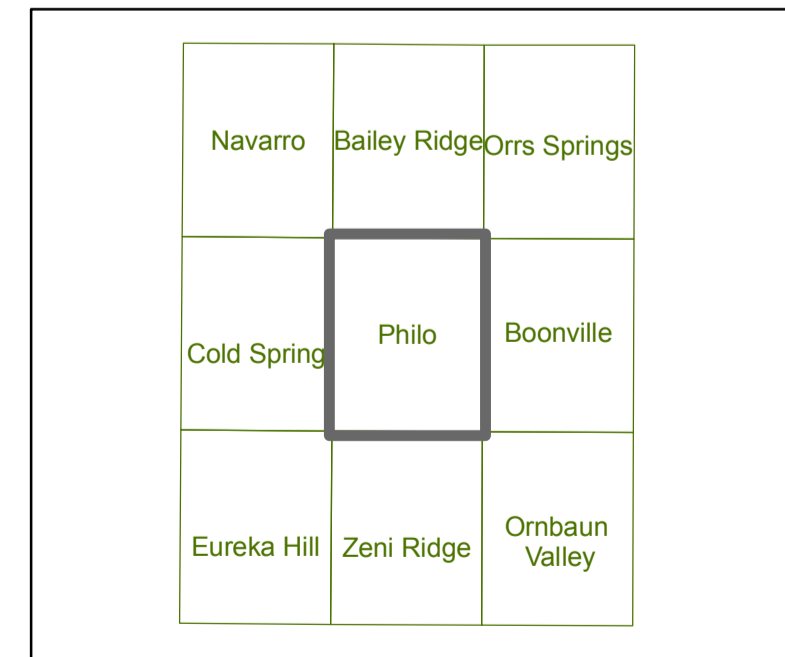 Navarro
Bailey Ridge
Orrs Springs
Cold Spring
Philo
Boonville
Eureka Hill
Zeni Ridge
Ornbaun
Valley